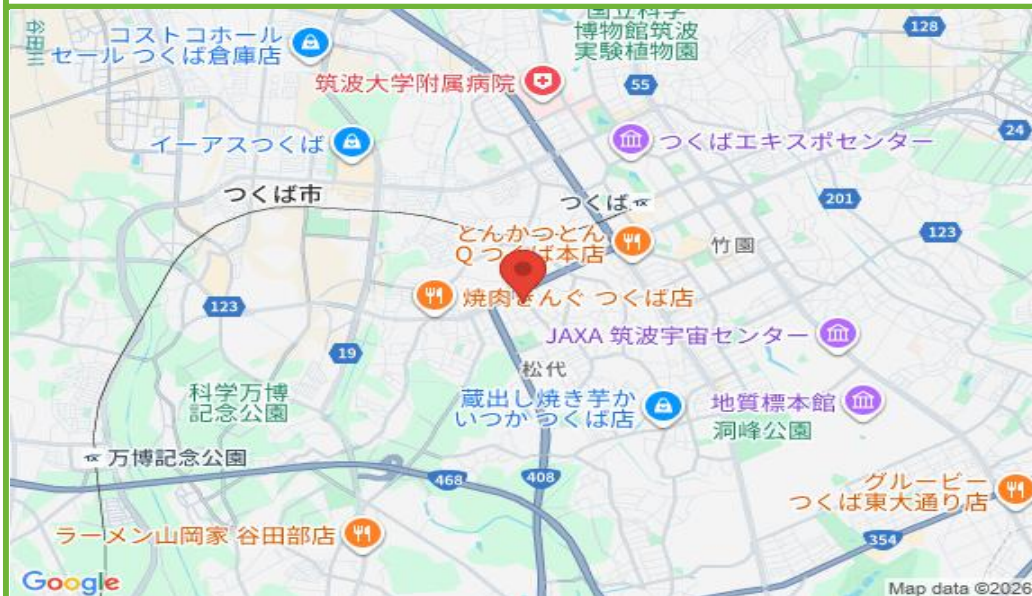 谷田川
コストコホール
セール つくば倉庫店
国立科学
博物館筑波
実験植物園
128
筑波大学附属病院
55
イーアスつくば
つくばエキスポセンター
24
つくば市
つくば
201
とんかつとん
Q つくば本店
竹園
123
123
焼肉きんぐ つくば店
19
JAXA 筑波宇宙センター
松代
科学万博
記念公園
蔵出し焼き芋か
いつか つくば店
地質標本館
洞峰公園
万博記念公園
468
408
グルービー
つくば東大通り店
ラーメン山岡家 谷田部店
354
Google
Map data ©2026